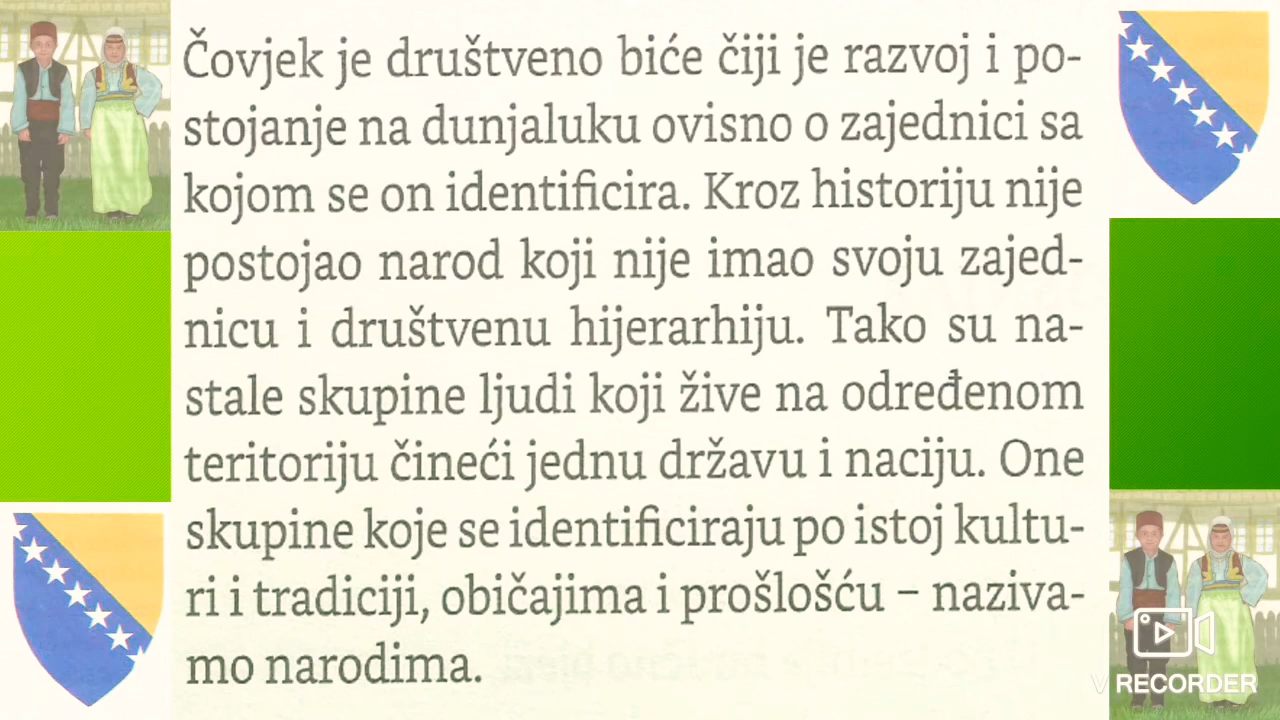 Čovjek je društveno biće čiji je razvoj i po-
stojanje na dunjaluku ovisno o zajednici sa
kojom se on identificira. Kroz historiju nije
postojao narod koji nije imao svoju zajed-
nicu i društvenu hijerarhiju. Tako su na-
stale skupine ljudi koji žive na određenom
teritoriju čineći jednu državu i naciju. One
skupine koje se identificiraju po istoj kultu-
ri i tradiciji, običajima i prošlošću – naziva-
mo narodima.
V RECORDER